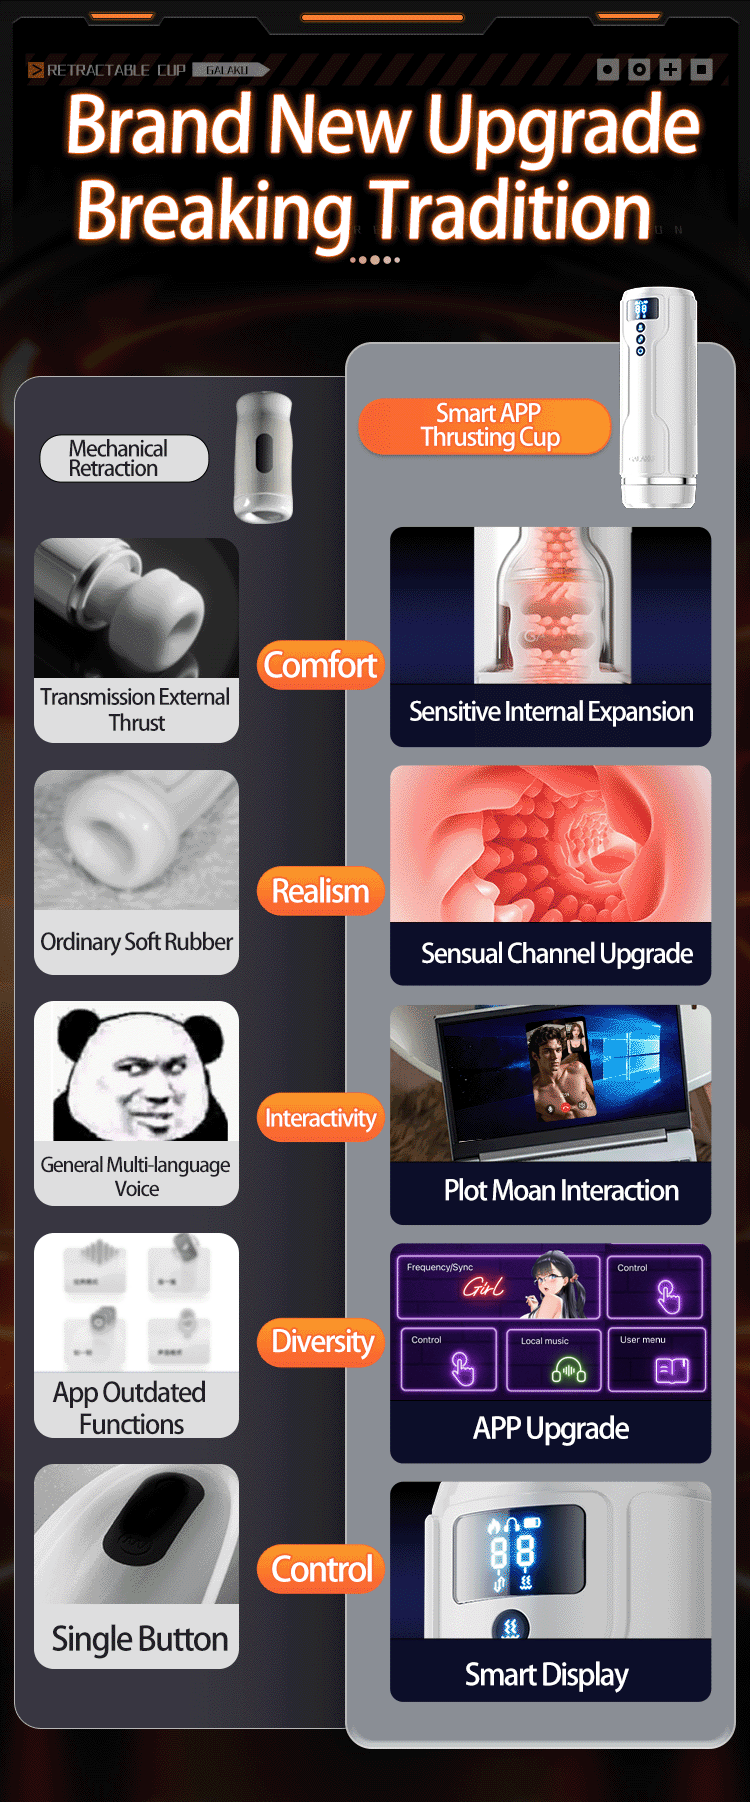 RETRACTABLE CUP
GALAKU
Brand New Upgrade
Breaking Tradition
Smart APP
Thrusting Cup
Mechanical
Retraction
Comfort
Transmission External
Thrust
Sensitive Internal Expansion
Realism
Ordinary Soft Rubber
Sensual Channel Upgrade
Interactivity
General Multi-language
Voice
Plot Moan Interaction
Frequency/Sync
Girl
Control
Control
Local music
User menu
Diversity
App Outdated
Functions
APP Upgrade
88
Control
Single Button
Smart Display